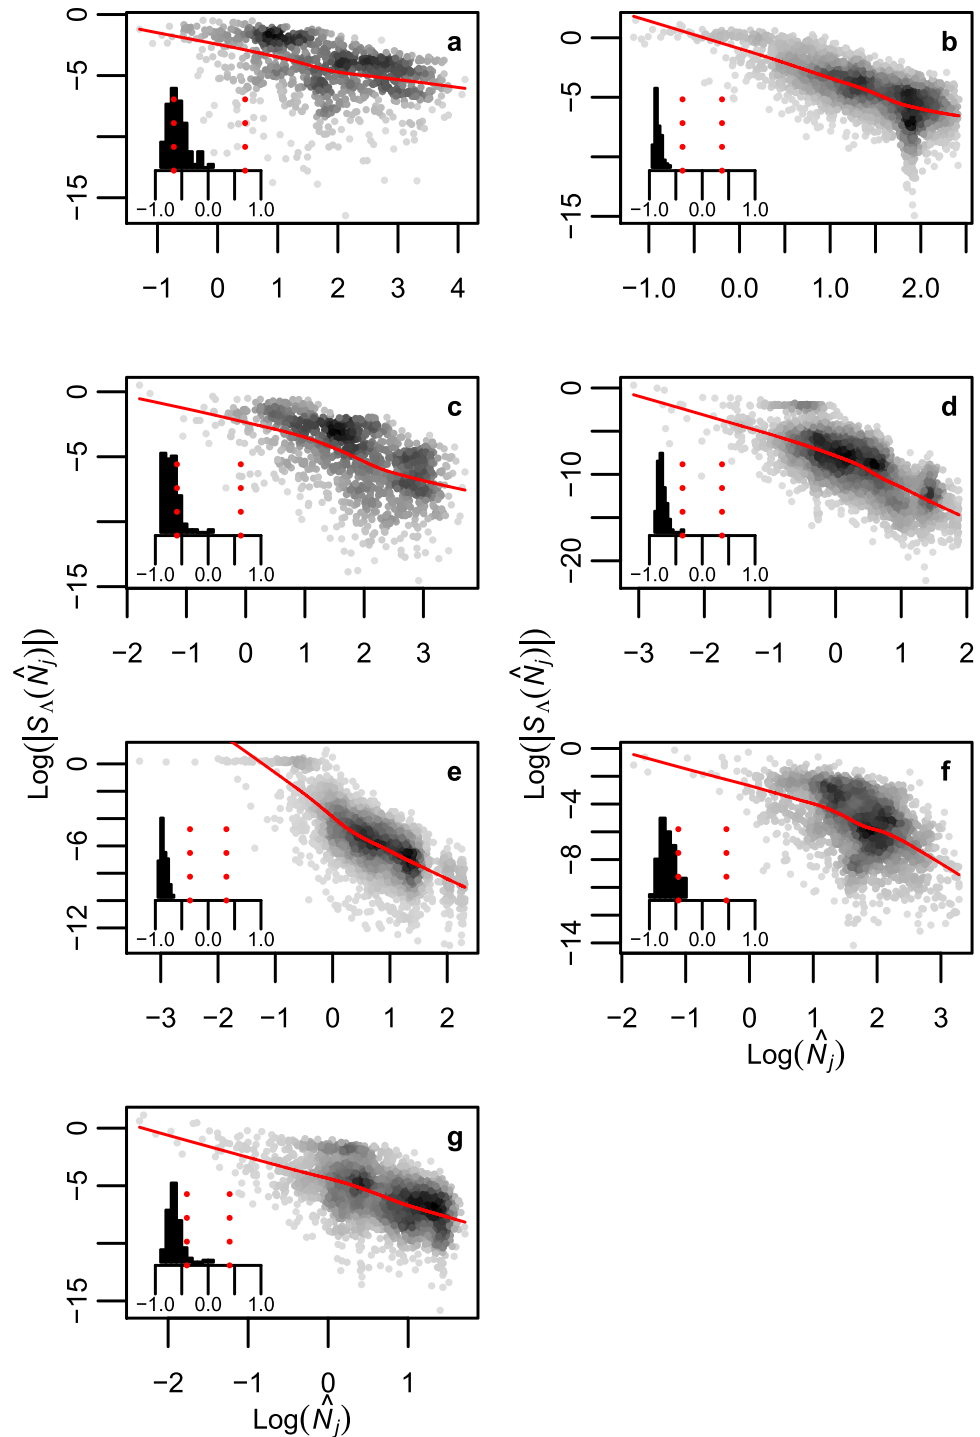 a
0
−5
−15
−1.0 0.0 1.0
−1 0 1 2 3 4
b
0
−5
−15
−1.0 0.0 1.0
−1.0 0.0 1.0 2.0
c
0
−5
−15
−1.0 0.0 1.0
−2 −1 0 1 2 3
d
0
−10
−20
−1.0 0.0 1.0
−3 −2 −1 0 1 2
Log(|S_Λ(N̂_j)|)
Log(|S_Λ(N̂_j)|)
e
0
−6
−12
−1.0 0.0 1.0
−3 −2 −1 0 1 2
f
0
−4
−8
−14
−1.0 0.0 1.0
−2 −1 0 1 2 3
Log(N̂_j)
g
0
−5
−15
−1.0 0.0 1.0
−2 −1 0 1
Log(N̂_j)